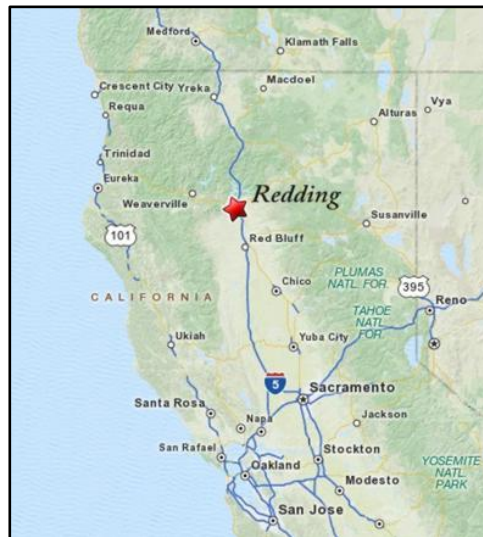 Medford
Klamath Falls
Macdoel
Crescent City
Yreka
Requa
Vya
Alturas
Trinidad
Eureka
Weaverville
Redding
Susanville
101
Red Bluff
PLUMAS
NATL. FOR.
395
Chico
CALIFORNIA
Reno
TAHOE
NATL
FOR.
Ukiah
Yuba City
5
Sacramento
Santa Rosa
Napa
Jackson
San Rafael
Stockton
Oakland
YOSEMITE
NATL.
PARK
Modesto
San Jose